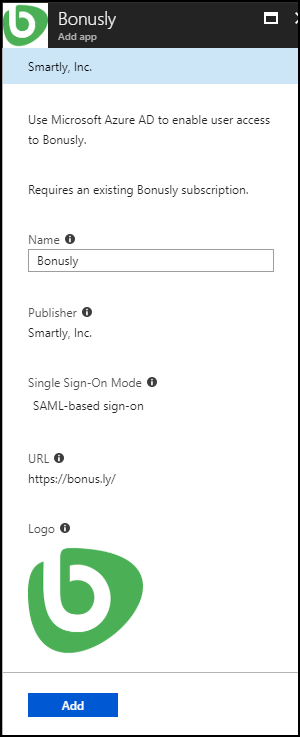 Bonusly
Add app
Smartly, Inc.
Use Microsoft Azure AD to enable user access
to Bonusly.
Requires an existing Bonusly subscription.
Name
Bonusly
Publisher
Smartly, Inc.
Single Sign-On Mode
SAML-based sign-on
URL
https://bonus.ly/
Logo
b
Add